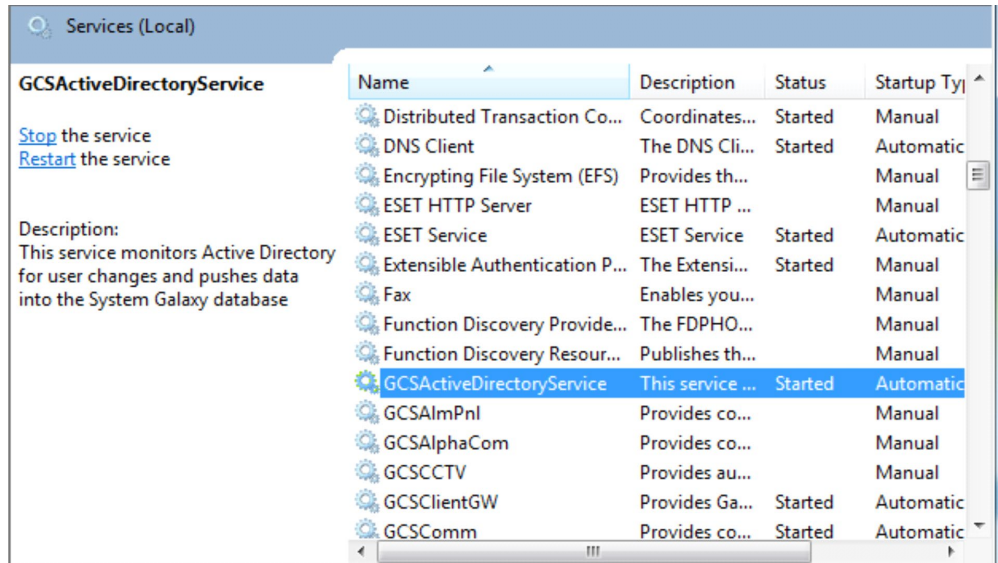 Services (Local)
GCSActiveDirectoryService
Stop the service
Restart the service
Description:
This service monitors Active Directory
for user changes and pushes data
into the System Galaxy database
Name Description Status Startup Ty
Distributed Transaction Co... Coordinates... Started Manual
DNS Client The DNS Cli... Started Automatic
Encrypting File System (EFS) Provides th... Manual
ESET HTTP Server ESET HTTP ... Manual
ESET Service ESET Service Started Automatic
Extensible Authentication P... The Extensi... Started Manual
Fax Enables you... Manual
Function Discovery Provide... The FDPHO... Manual
Function Discovery Resour... Publishes th... Manual
GCSActiveDirectoryService This service ... Started Automatic
GCSAlmPnl Provides co... Manual
GCSAlphaCom Provides co... Manual
GCSCCTV Provides au... Manual
GCSClientGW Provides Ga... Started Automatic
GCSComm Provides co... Started Automatic